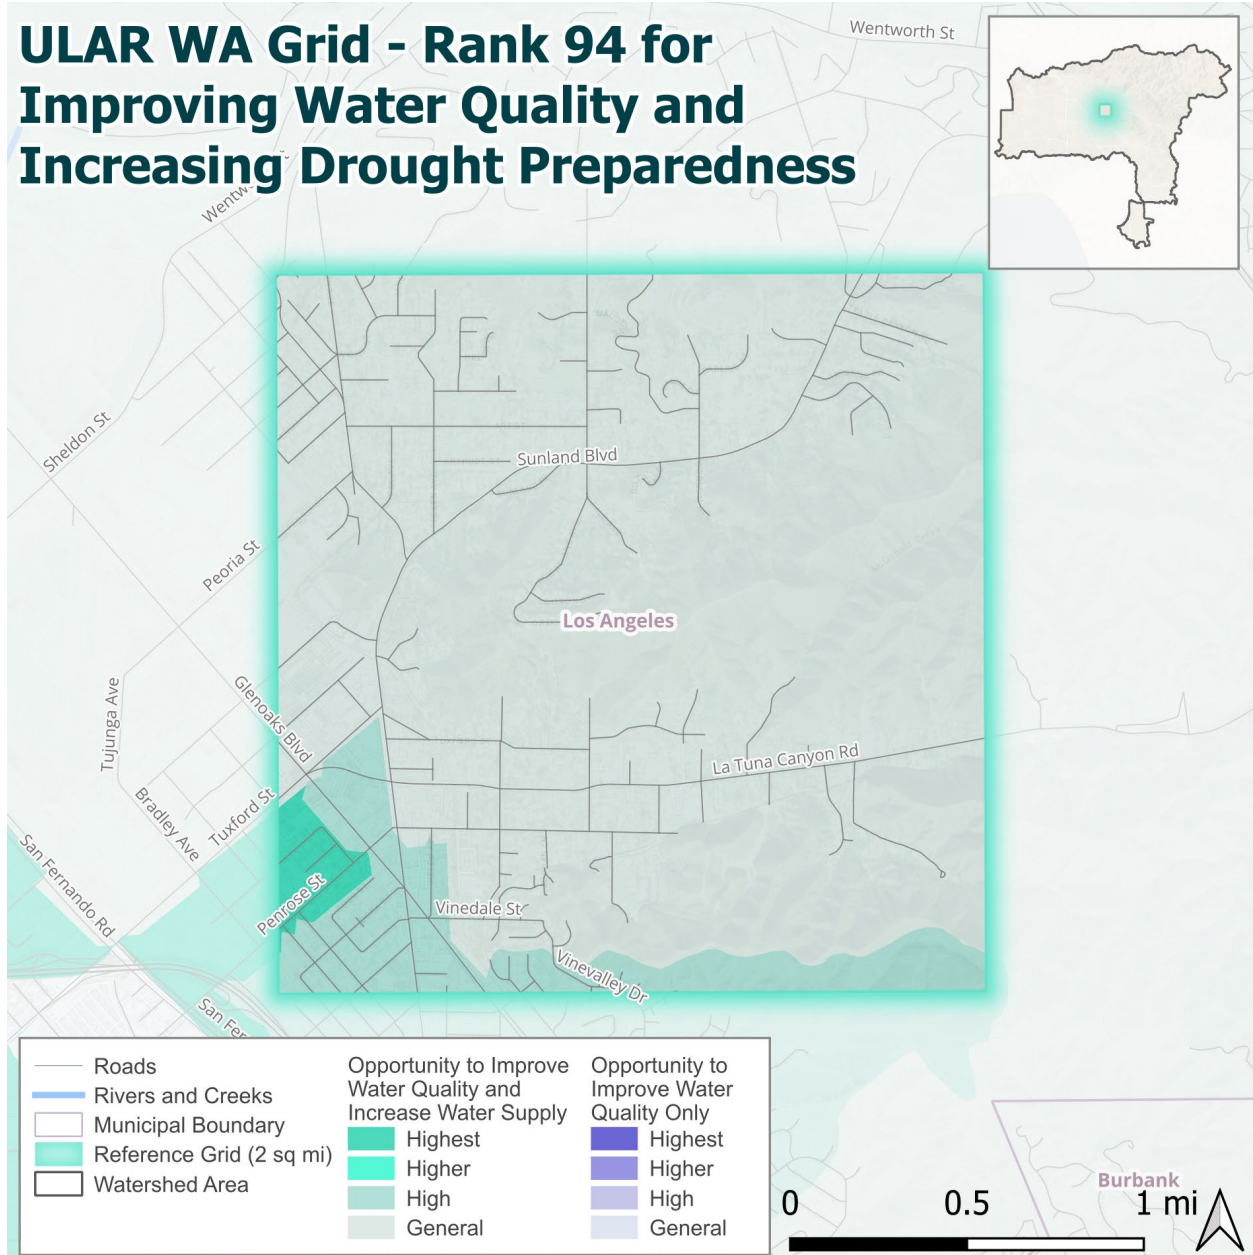 ULAR WA Grid - Rank 94 for
Improving Water Quality and
Increasing Drought Preparedness
Wentworth St
Sheldon St
Sunland Blvd
Peoria St
Los Angeles
Tujunga Ave
Glenoaks Blvd
La Tuna Canyon Rd
Bradley Ave
Tuxford St
San Fernando Rd
Penrose St
Vinedale St
Vinevalley Dr
San Fer
Roads
Rivers and Creeks
Municipal Boundary
Reference Grid (2 sq mi)
Watershed Area
Opportunity to Improve
Water Quality and
Increase Water Supply
Highest
Higher
High
General
Opportunity to
Improve Water
Quality Only
Highest
Higher
High
General
Burbank
0 0.5 1 mi